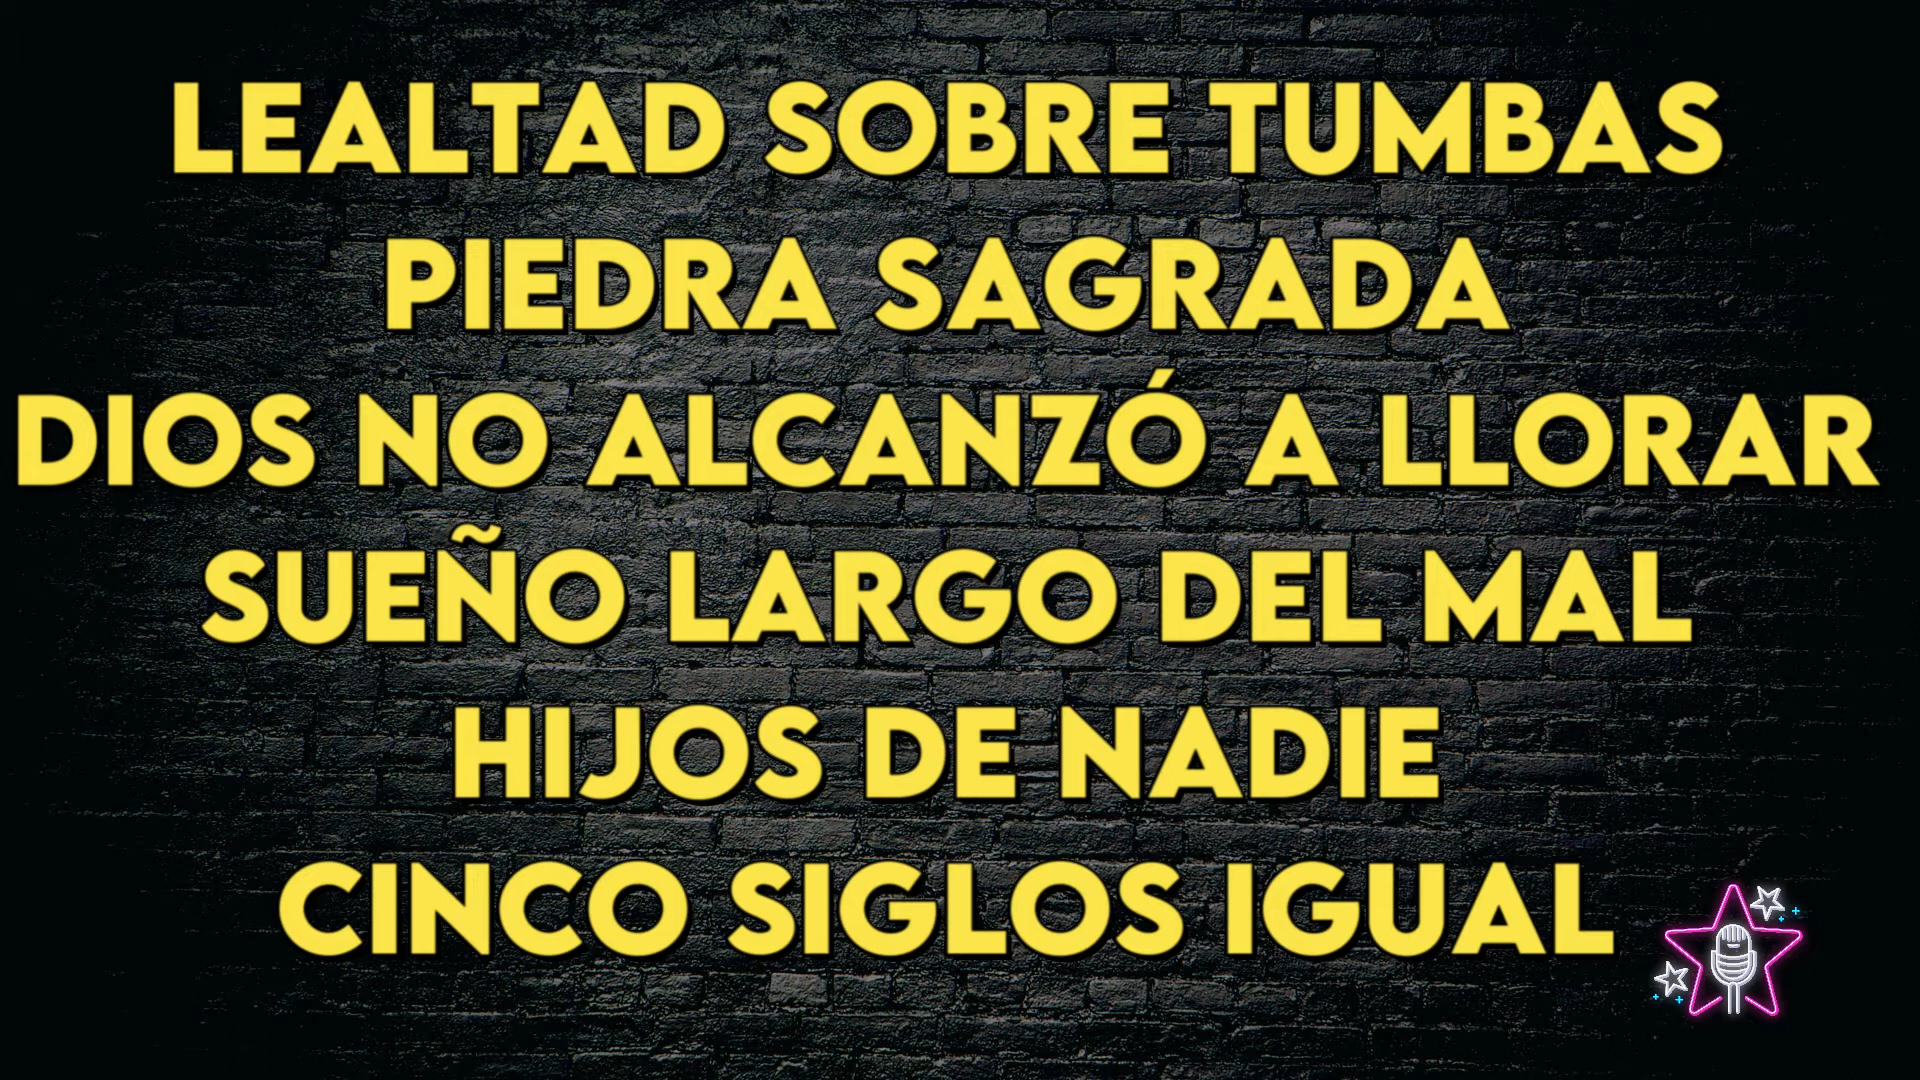 LEALTAD SOBRE TUMBAS
PIEDRA SAGRADA
DIOS NO ALCANZÓ A LLORAR
SUEÑO LARGO DEL MAL
HIJOS DE NADIE
CINCO SIGLOS IGUAL